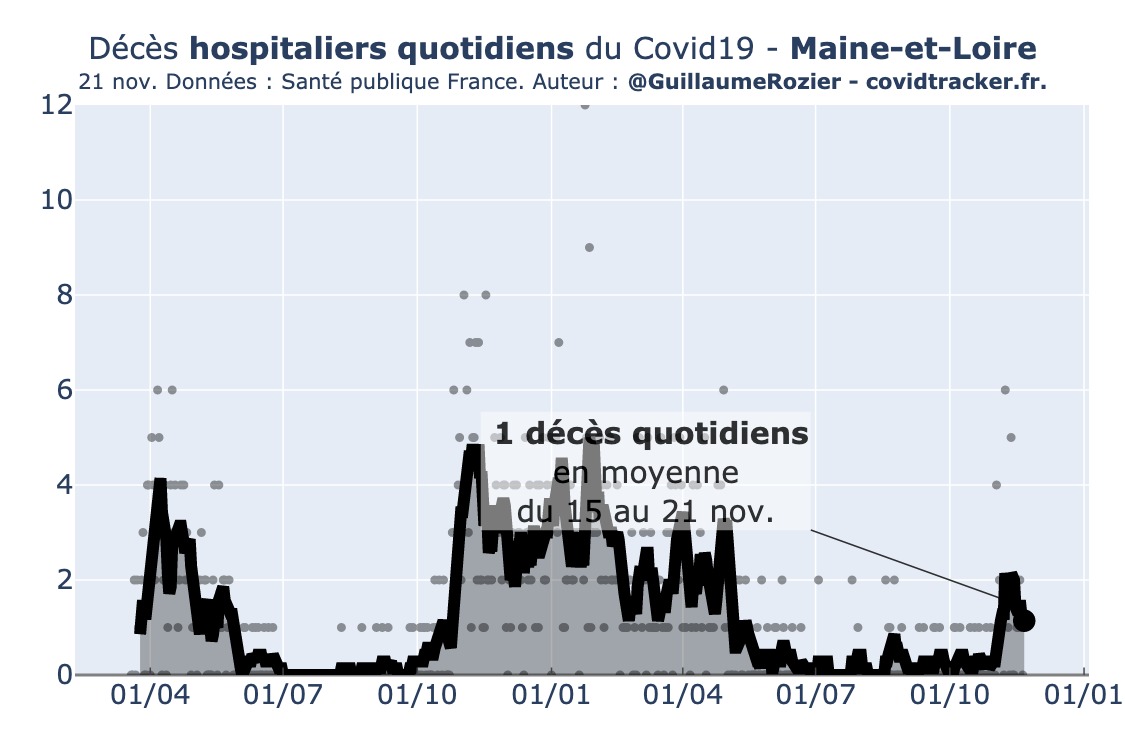 Décès hospitaliers quotidiens du Covid19 - Maine-et-Loire
21 nov. Données : Santé publique France. Auteur : @GuillaumeRozier - covidtracker.fr.
12
10
8
6
1 décès quotidiens
en moyenne
du 15 au 21 nov.
4
2
0
01/04 01/07 01/10 01/01 01/04 01/07 01/10 01/01